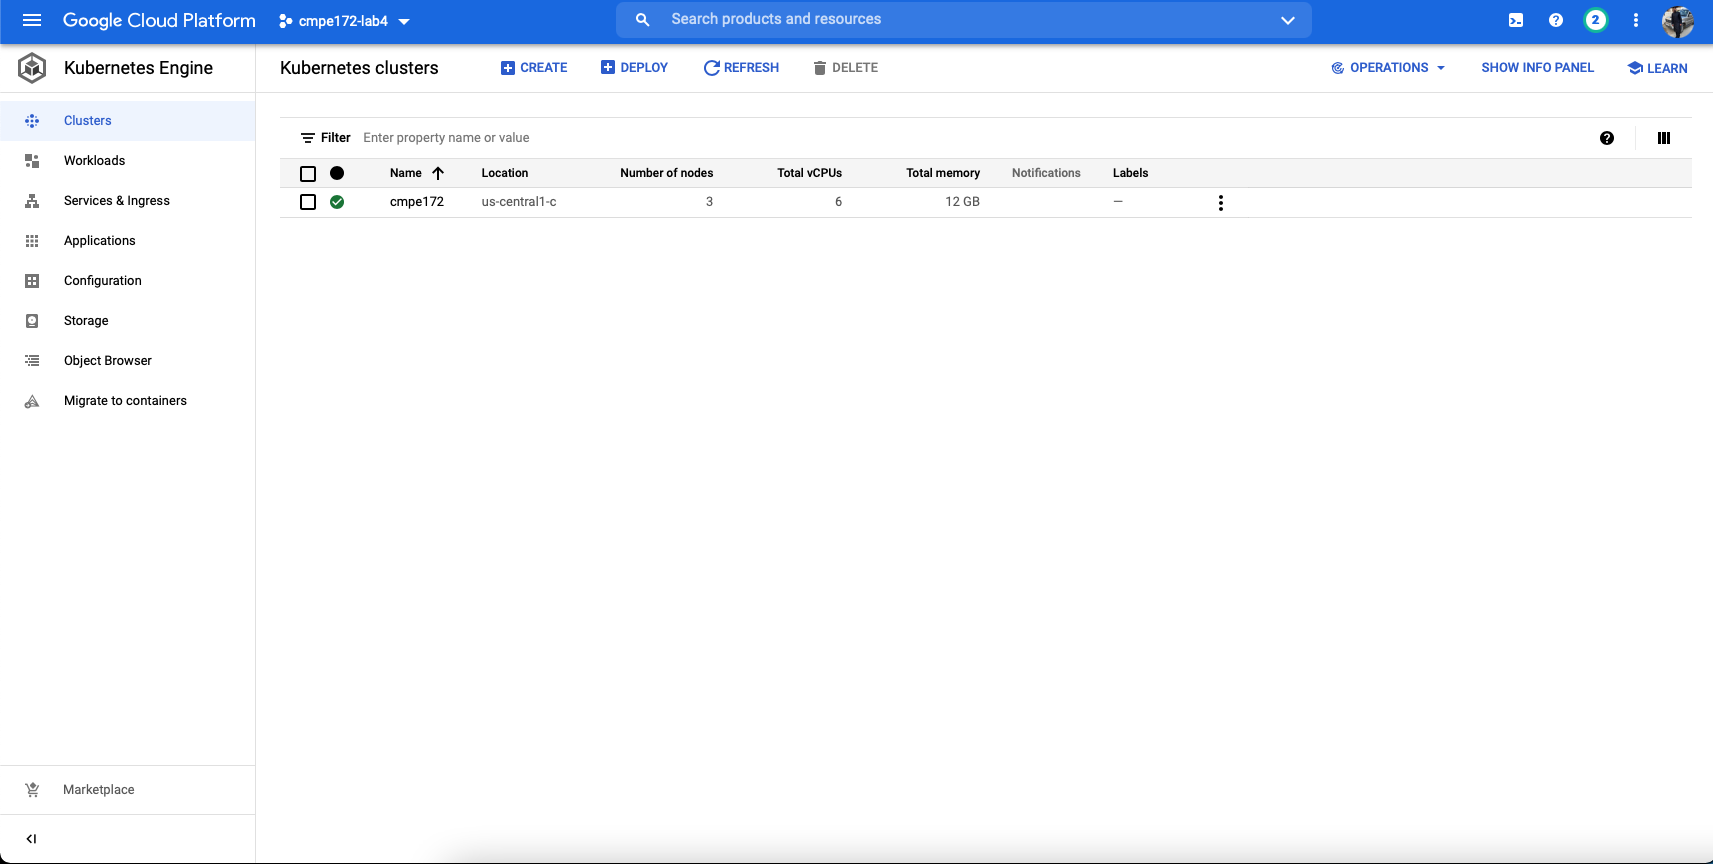 Google Cloud Platform cmpe172-lab4 Search products and resources 2
Kubernetes Engine
Kubernetes clusters CREATE DEPLOY REFRESH DELETE OPERATIONS SHOW INFO PANEL LEARN
Clusters
Workloads
Services & Ingress
Applications
Configuration
Storage
Object Browser
Migrate to containers
Filter Enter property name or value
Name Location Number of nodes Total vCPUs Total memory Notifications Labels
cmpe172 us-central1-c 3 6 12 GB —
Marketplace